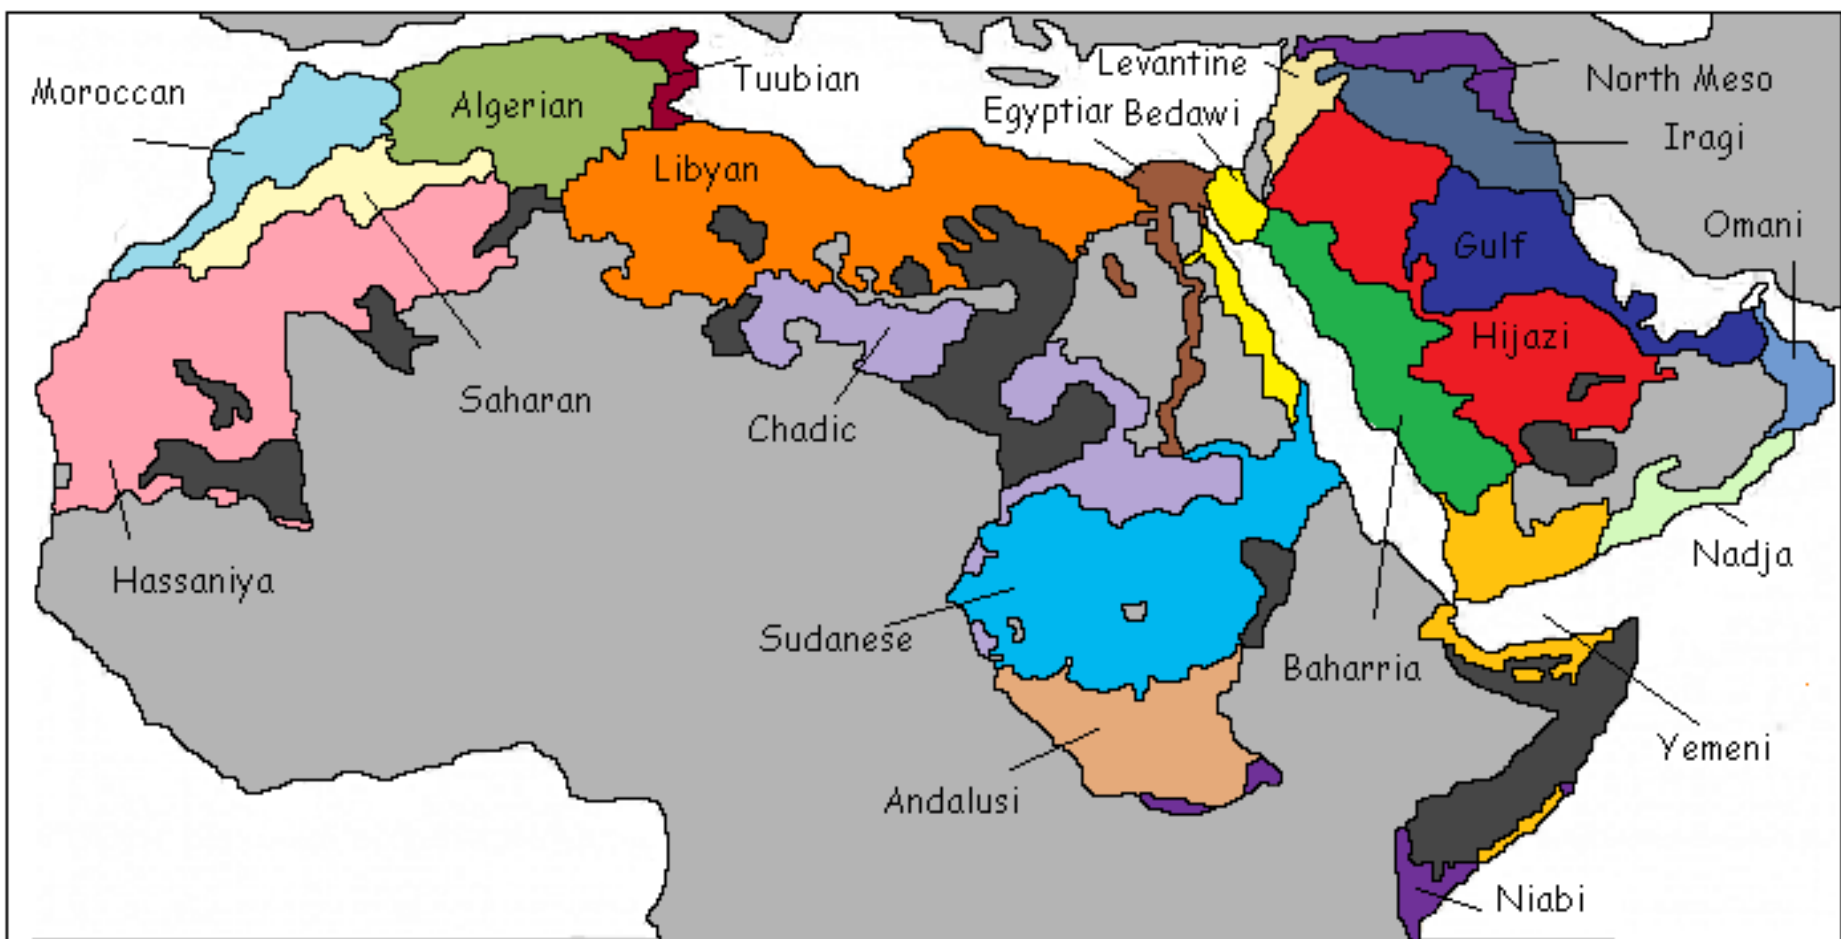 Moroccan
Algerian
Tuubian
Levantine
North Meso
Egyptiar
Bedawi
Iragi
Libyan
Omani
Gulf
Hijazi
Saharan
Chadic
Nadja
Hassaniya
Sudanese
Baharria
Yemeni
Andalusi
Niabi